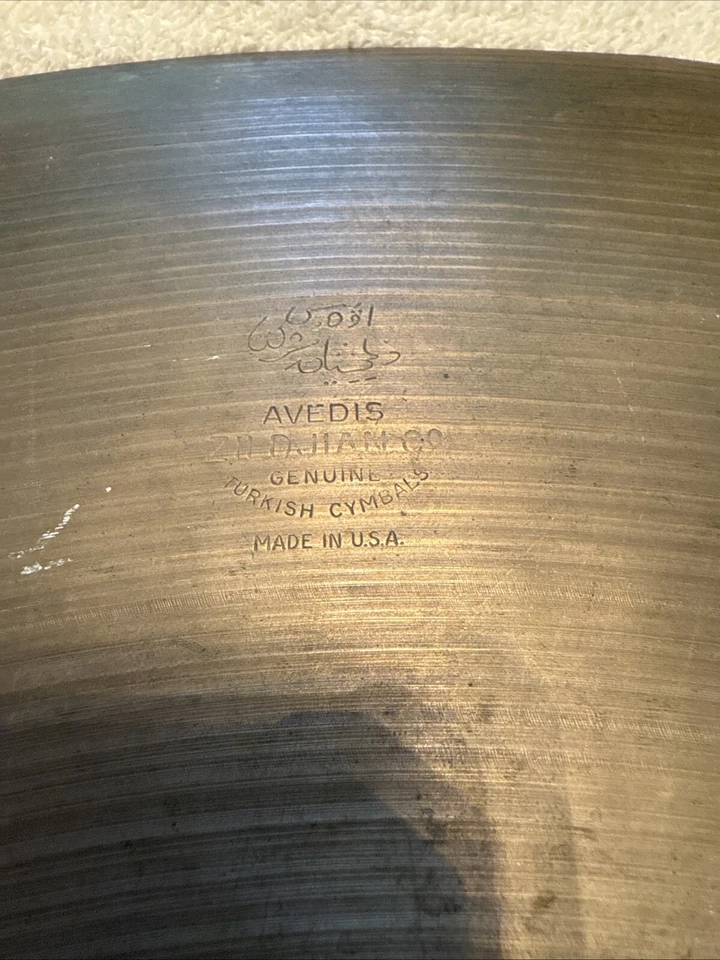 AVEDIS
ZILDJIAN CO
GENUINE
TURKISH CYMBALS
MADE IN U.S.A.